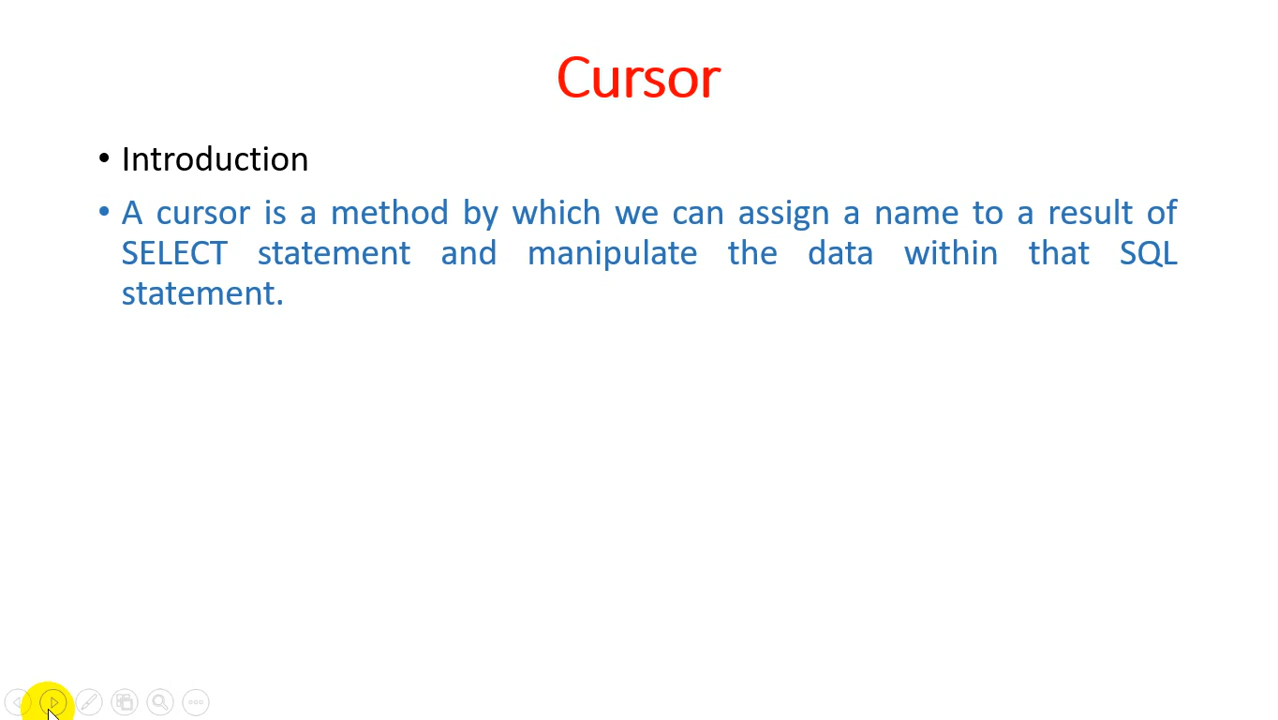 Cursor
• Introduction
• A cursor is a method by which we can assign a name to a result of
SELECT statement and manipulate the data within that SQL
statement.